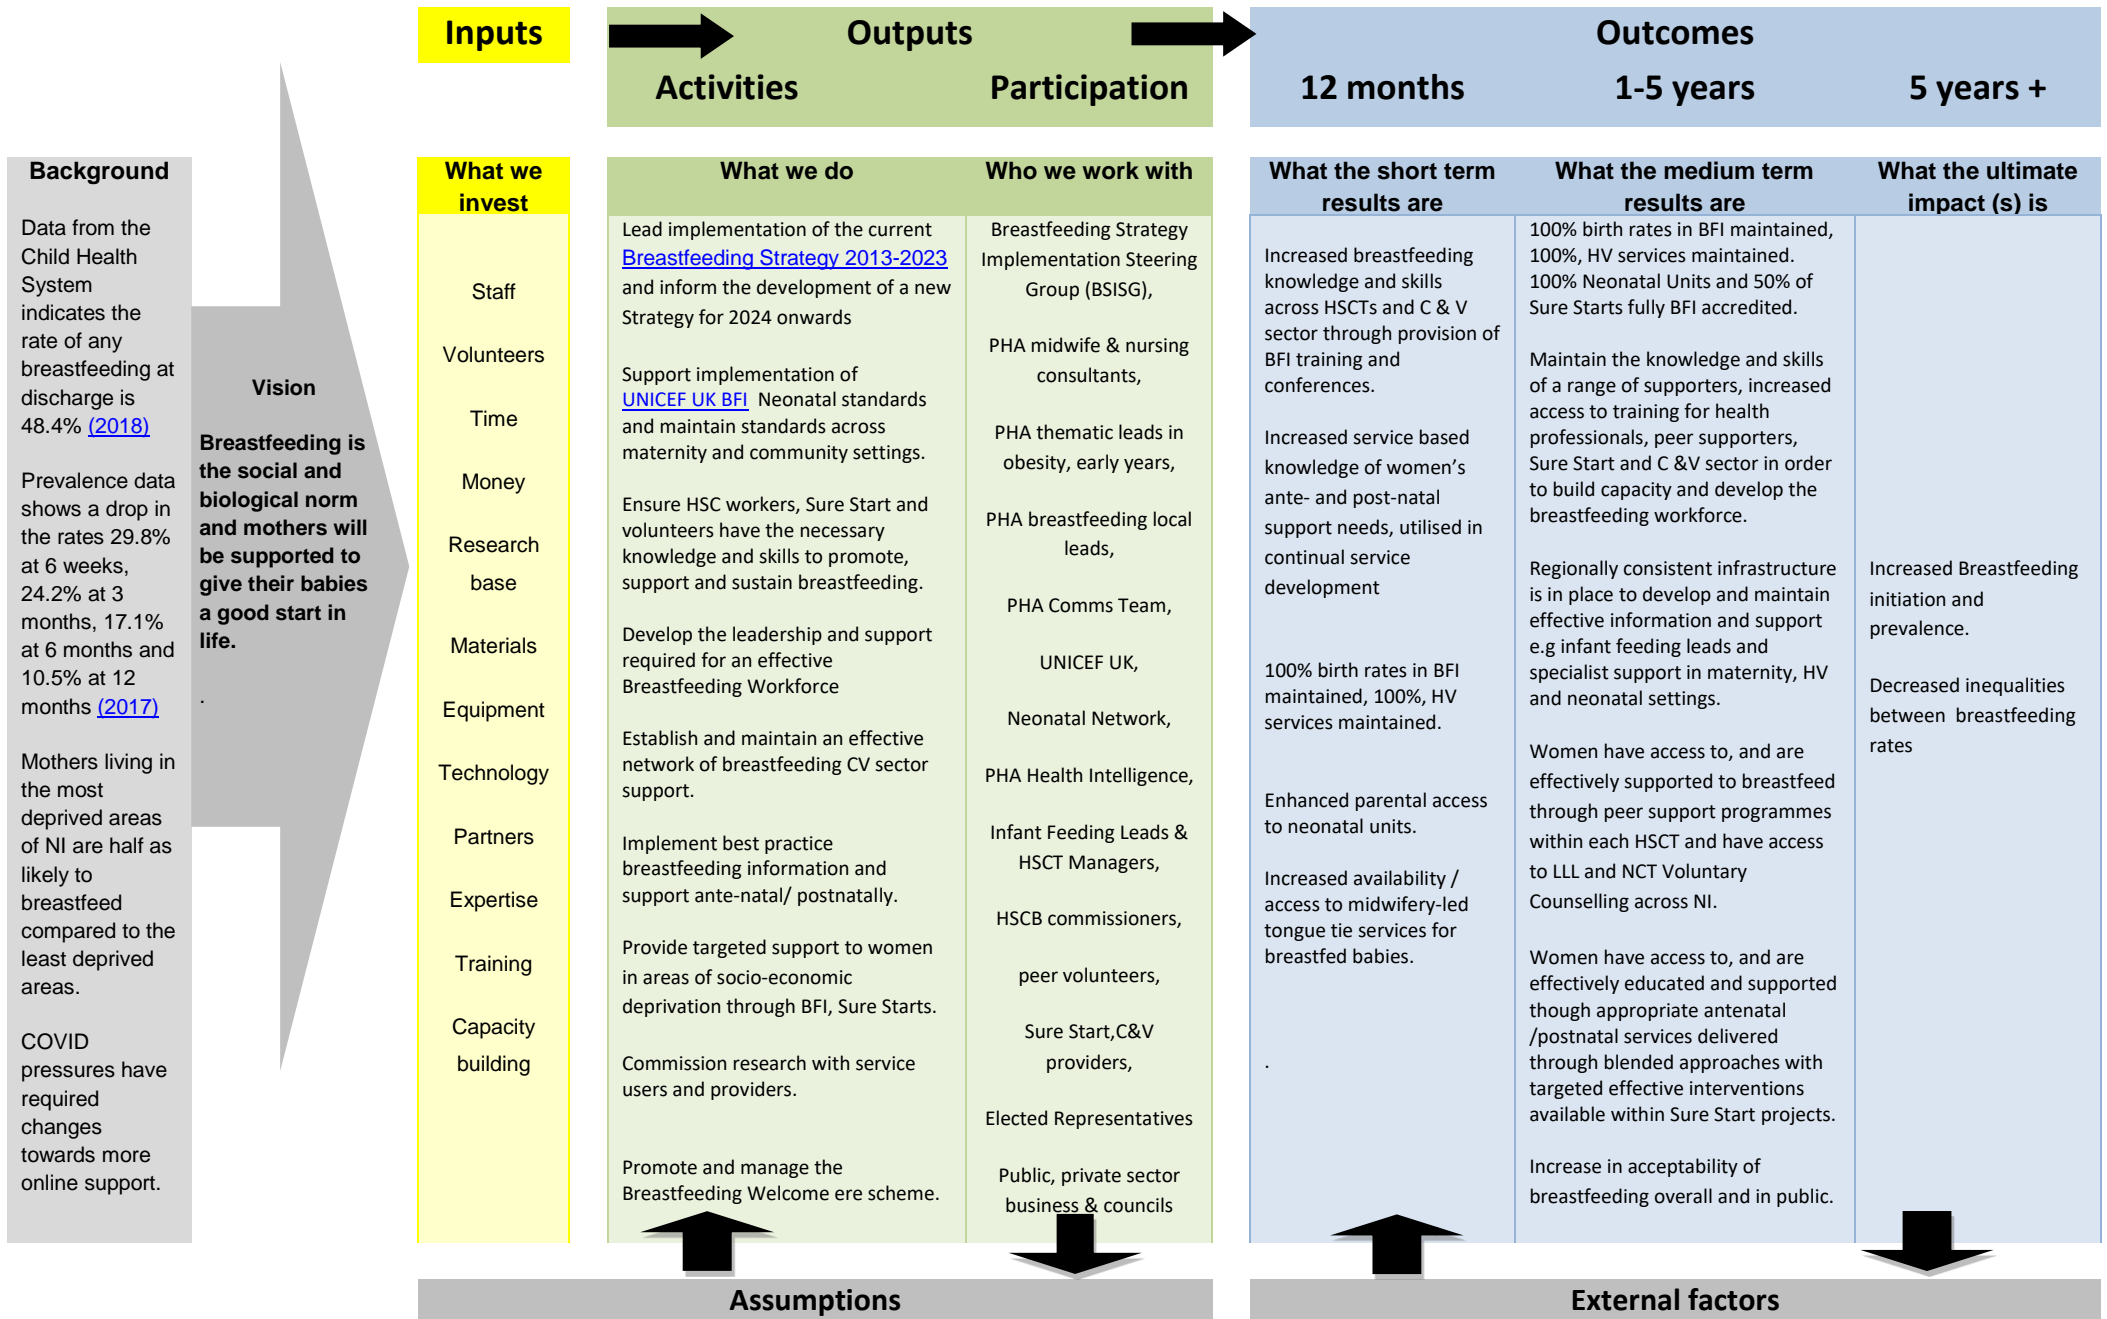 Inputs
Outputs
Outcomes
Activities
Participation
12 months
1-5 years
5 years +
Background
Data from the
Child Health
System
indicates the
rate of any
breastfeeding at
discharge is
48.4% (2018)
Prevalence data
shows a drop in
the rates 29.8%
at 6 weeks,
24.2% at 3
months, 17.1%
at 6 months and
10.5% at 12
months (2017)
Mothers living in
the most
deprived areas
of NI are half as
likely to
breastfeed
compared to the
least deprived
areas.
COVID
pressures have
required
changes
towards more
online support.
Vision
Breastfeeding is
the social and
biological norm
and mothers will
be supported to
give their babies
a good start in
life.
.
What we
invest
Staff
Volunteers
Time
Money
Research
base
Materials
Equipment
Technology
Partners
Expertise
Training
Capacity
building
What we do
Lead implementation of the current
Breastfeeding Strategy 2013-2023
and inform the development of a new
Strategy for 2024 onwards
Support implementation of
UNICEF UK BFI Neonatal standards
and maintain standards across
maternity and community settings.
Ensure HSC workers, Sure Start and
volunteers have the necessary
knowledge and skills to promote,
support and sustain breastfeeding.
Develop the leadership and support
required for an effective
Breastfeeding Workforce
Establish and maintain an effective
network of breastfeeding CV sector
support.
Implement best practice
breastfeeding information and
support ante-natal/ postnatally.
Provide targeted support to women
in areas of socio-economic
deprivation through BFI, Sure Starts.
Commission research with service
users and providers.
Promote and manage the
Breastfeeding Welcome ere scheme.
Who we work with
Breastfeeding Strategy
Implementation Steering
Group (BSISG),
PHA midwife & nursing
consultants,
PHA thematic leads in
obesity, early years,
PHA breastfeeding local
leads,
PHA Comms Team,
UNICEF UK,
Neonatal Network,
PHA Health Intelligence,
Infant Feeding Leads &
HSCT Managers,
HSCB commissioners,
peer volunteers,
Sure Start,C&V
providers,
Elected Representatives
Public, private sector
business & councils
What the short term
results are
Increased breastfeeding
knowledge and skills
across HSCTs and C & V
sector through provision of
BFI training and
conferences.
Increased service based
knowledge of women's
ante- and post-natal
support needs, utilised in
continual service
development
100% birth rates in BFI
maintained, 100%, HV
services maintained.
Enhanced parental access
to neonatal units.
Increased availability /
access to midwifery-led
tongue tie services for
breastfed babies.
.
What the medium term
results are
100% birth rates in BFI maintained,
100%, HV services maintained.
100% Neonatal Units and 50% of
Sure Starts fully BFI accredited.
Maintain the knowledge and skills
of a range of supporters, increased
access to training for health
professionals, peer supporters,
Sure Start and C &V sector in order
to build capacity and develop the
breastfeeding workforce.
Regionally consistent infrastructure
is in place to develop and maintain
effective information and support
e.g infant feeding leads and
specialist support in maternity, HV
and neonatal settings.
Women have access to, and are
effectively supported to breastfeed
through peer support programmes
within each HSCT and have access
to LLL and NCT Voluntary
Counselling across NI.
Women have access to, and are
effectively educated and supported
though appropriate antenatal
/postnatal services delivered
through blended approaches with
targeted effective interventions
available within Sure Start projects.
Increase in acceptability of
breastfeeding overall and in public.
What the ultimate
impact (s) is
Increased Breastfeeding
initiation and
prevalence.
Decreased inequalities
between breastfeeding
rates
Assumptions
External factors